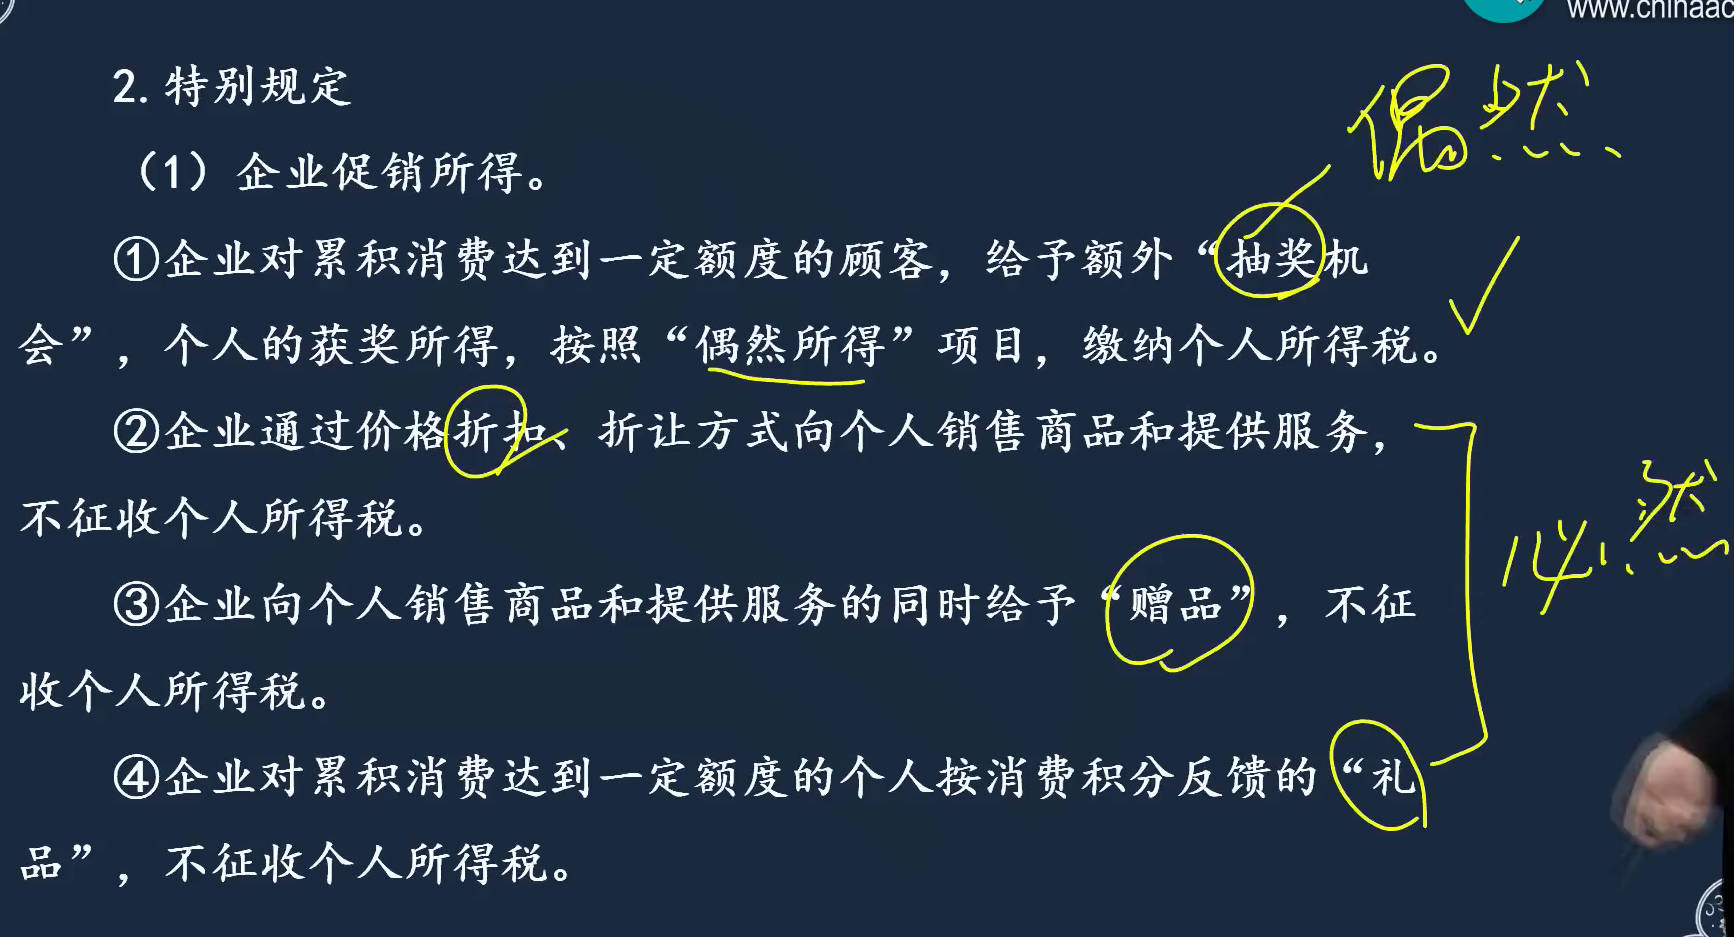 www.chinaac
2. 特别规定
偶然
（1）企业促销所得。
①企业对累积消费达到一定额度的顾客，给予额外“抽奖机
会”，个人的获奖所得，按照“偶然所得”项目，缴纳个人所得税。
②企业通过价格折扣、折让方式向个人销售商品和提供服务，
不征收个人所得税。
必然
③企业向个人销售商品和提供服务的同时给予“赠品”，不征
收个人所得税。
④企业对累积消费达到一定额度的个人按消费积分反馈的“礼
品”，不征收个人所得税。